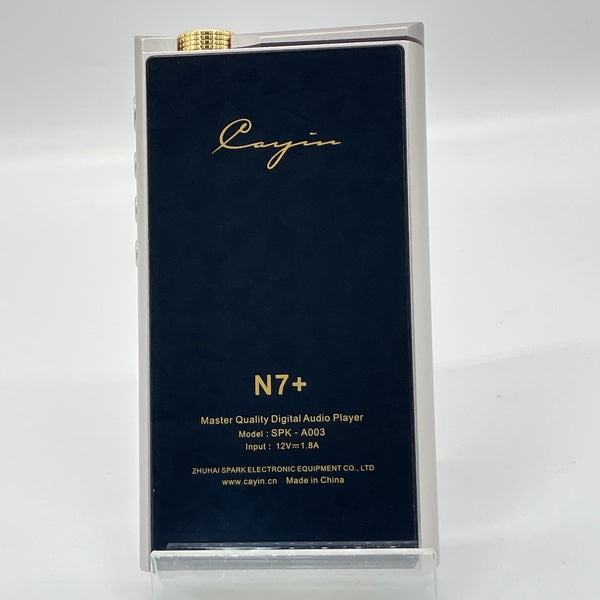 Cayin
N7+
Master Quality Digital Audio Player
Model : SPK - A003
Input : 12V⎓1.8A
ZHUHAI SPARK ELECTRONIC EQUIPMENT CO., LTD
www.cayin.cn Made in China